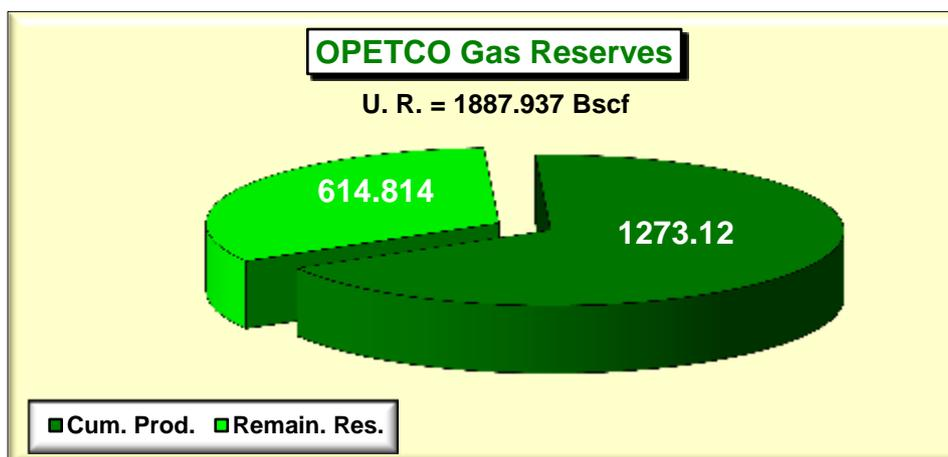 OPETCO Gas Reserves
U. R. = 1887.937 Bscf
614.814
1273.12
Cum. Prod. Remain. Res.